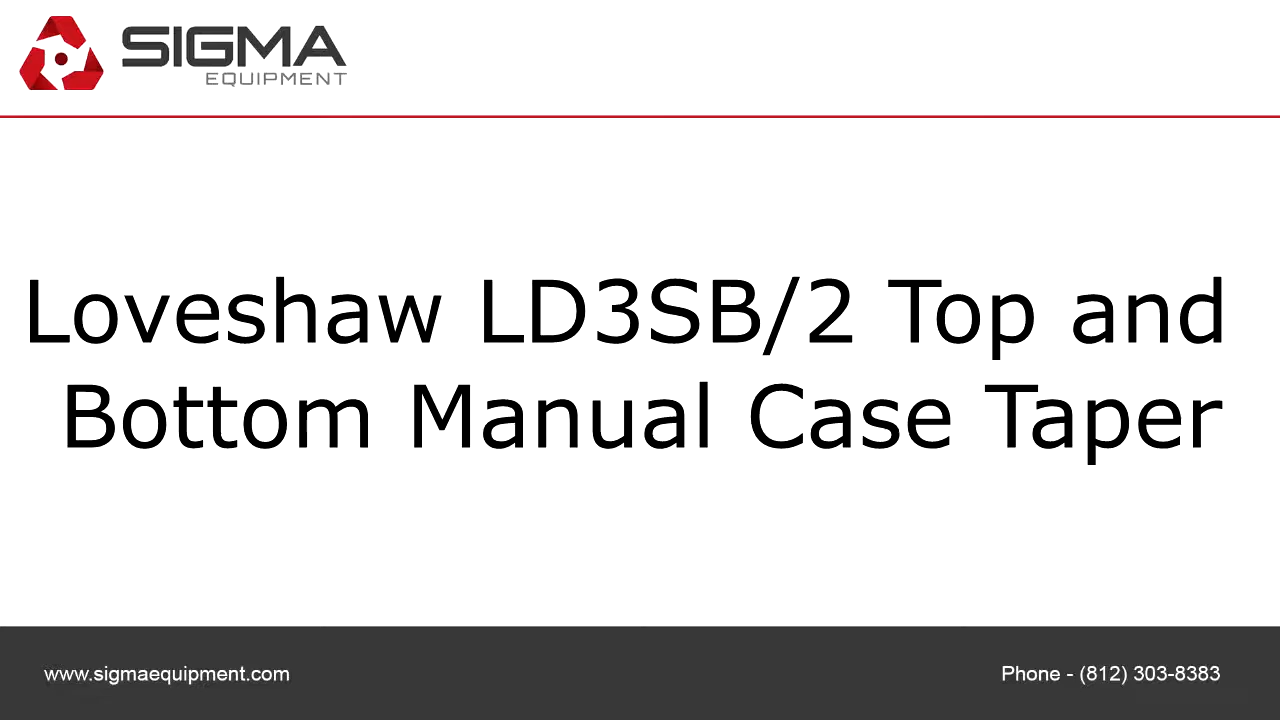 SIGMA
EQUIPMENT
Loveshaw LD3SB/2 Top and
Bottom Manual Case Taper
www.sigmaequipment.com
Phone - (812) 303-8383